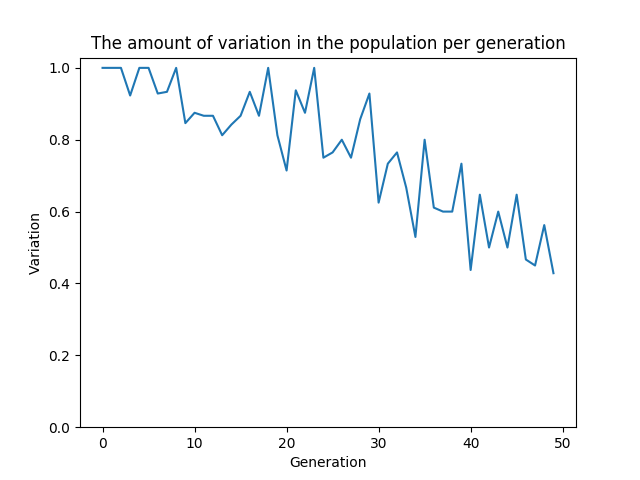 The amount of variation in the population per generation
1.0
0.8
0.6
0.4
0.2
0.0
Variation
0 10 20 30 40 50
Generation